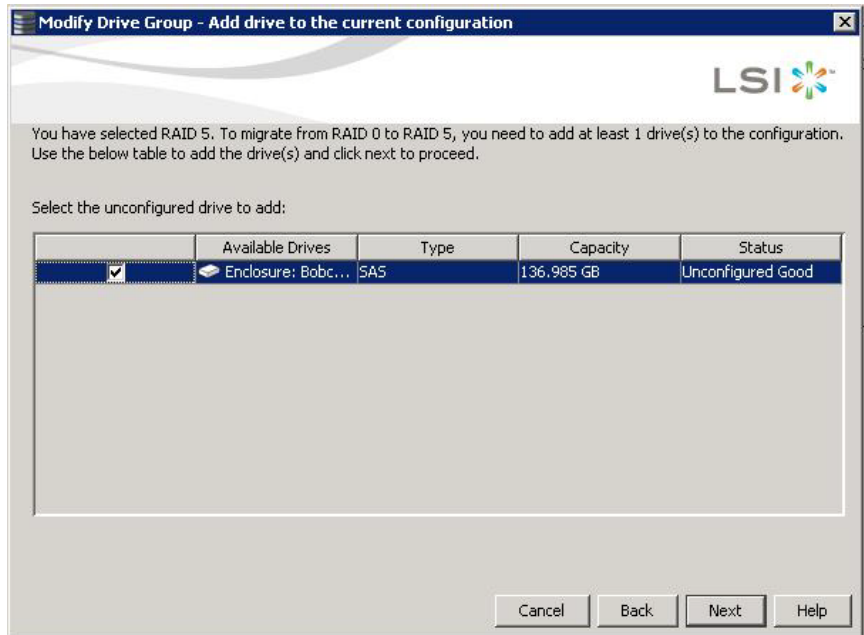 Modify Drive Group - Add drive to the current configuration
LSI
You have selected RAID 5. To migrate from RAID 0 to RAID 5, you need to add at least 1 drive(s) to the configuration.
Use the below table to add the drive(s) and click next to proceed.
Select the unconfigured drive to add:
Available Drives Type Capacity Status
Enclosure: Bobc... SAS 136.985 GB Unconfigured Good
Cancel Back Next Help